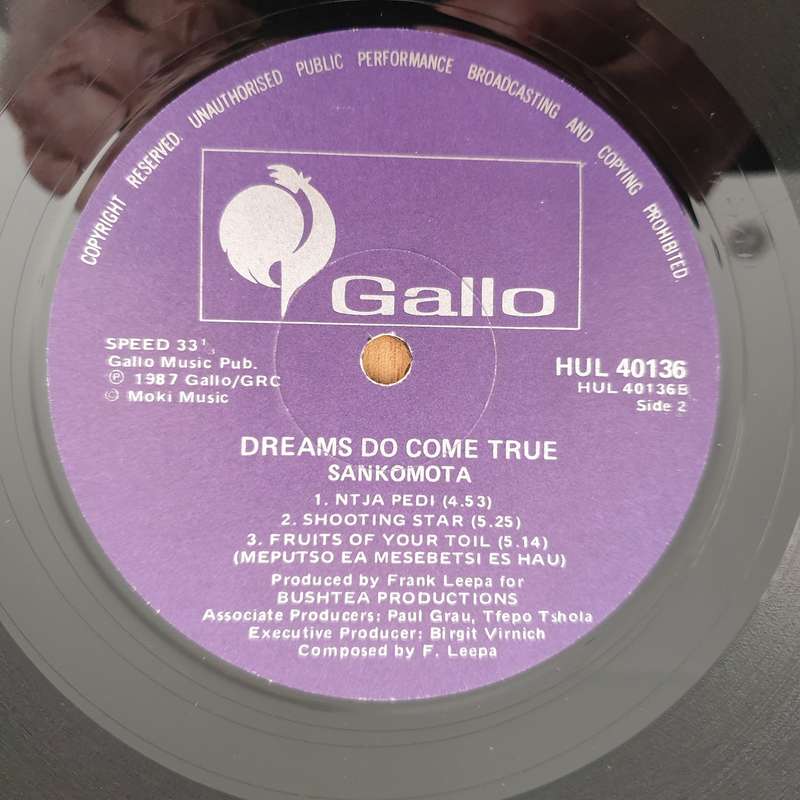 COPYRIGHT RESERVED. UNAUTHORISED PUBLIC PERFORMANCE BROADCASTING AND COPYING PROHIBITED.
Gallo
SPEED 33⅓
Gallo Music Pub.
℗ 1987 Gallo/GRC
© Moki Music
HUL 40136
HUL 40136B
Side 2
DREAMS DO COME TRUE
SANKOMOTA
1. NTJA PEDI (4.53)
2. SHOOTING STAR (5.25)
3. FRUITS OF YOUR TOIL (5.14)
(MEPUTSO EA MESEBETSI ES HAU)
Produced by Frank Leepa for
BUSHTEA PRODUCTIONS
Associate Producers: Paul Grau, Tfepo Tshola
Executive Producer: Birgit Virnich
Composed by F. Leepa